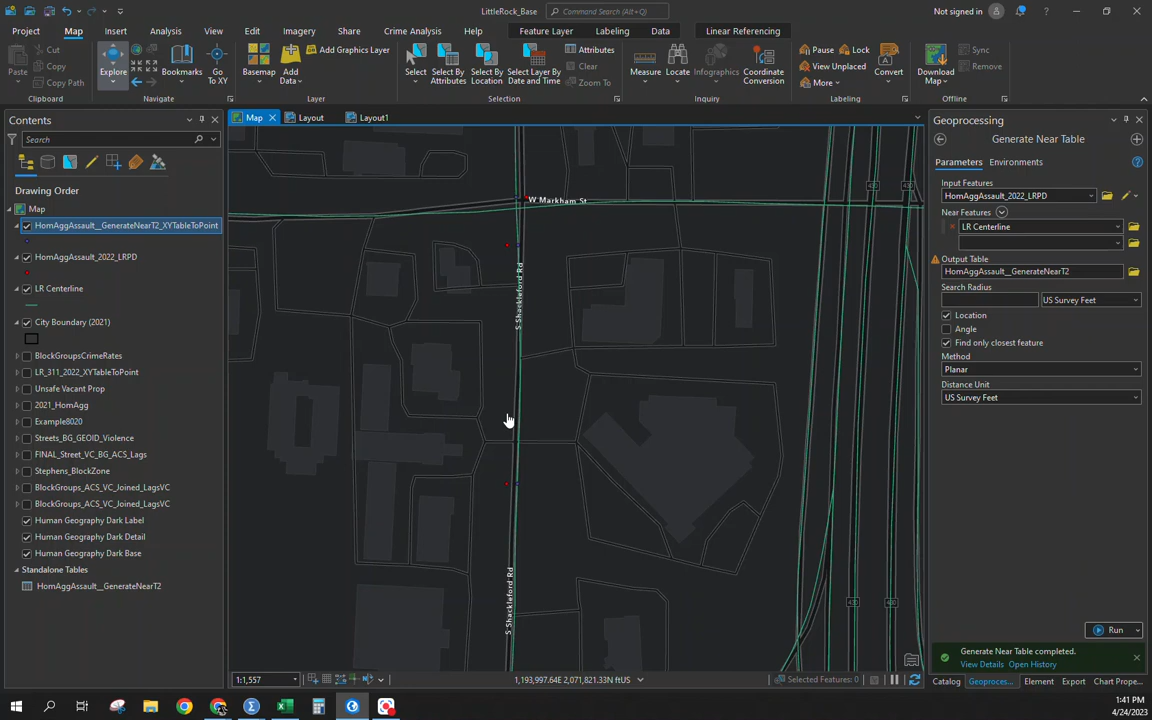 LittleRock_Base
Command Search (Alt+Q)
Not signed in
?
Project
Map
Insert
Analysis
View
Edit
Imagery
Share
Crime Analysis
Help
Feature Layer
Labeling
Data
Linear Referencing
Paste
Cut
Copy
Copy Path
Clipboard
Explore
Bookmarks
Go To XY
Navigate
Basemap
Add Data
Add Graphics Layer
Layer
Select
Select By Attributes
Select By Location
Select Layer By Date and Time
Attributes
Clear
Zoom To
Selection
Measure
Locate
Infographics
Coordinate Conversion
Inquiry
Pause
Lock
View Unplaced
More
Convert
Labeling
Download Map
Sync
Remove
Offline
Contents
Search
Drawing Order
Map
HomAggAssault__GenerateNearT2_XYTableToPoint
HomAggAssault_2022_LRPD
LR Centerline
City Boundary (2021)
BlockGroupsCrimeRates
LR_311_2022_XYTableToPoint
Unsafe Vacant Prop
2021_HomAgg
Example8020
Streets_BG_GEOID_Violence
FINAL_Street_VC_BG_ACS_Lags
Stephens_BlockZone
BlockGroups_ACS_VC_Joined_LagsVC
BlockGroups_ACS_VC_Joined_LagsVC
Human Geography Dark Label
Human Geography Dark Detail
Human Geography Dark Base
Standalone Tables
HomAggAssault__GenerateNearT2
Map
Layout
Layout1
430
430
W Markham St
S Shackleford Rd
S Shackleford Rd
430
430
1:1,557
1,193,997.64E 2,071,821.33N ftUS
Selected Features: 0
Geoprocessing
Generate Near Table
Parameters
Environments
Input Features
HomAggAssault_2022_LRPD
Near Features
LR Centerline
Output Table
HomAggAssault__GenerateNearT2
Search Radius
US Survey Feet
Location
Angle
Find only closest feature
Method
Planar
Distance Unit
US Survey Feet
Run
Generate Near Table completed.
View Details Open History
Catalog
Geoproces...
Element
Export
Chart Prope...
1:41 PM
4/24/2023